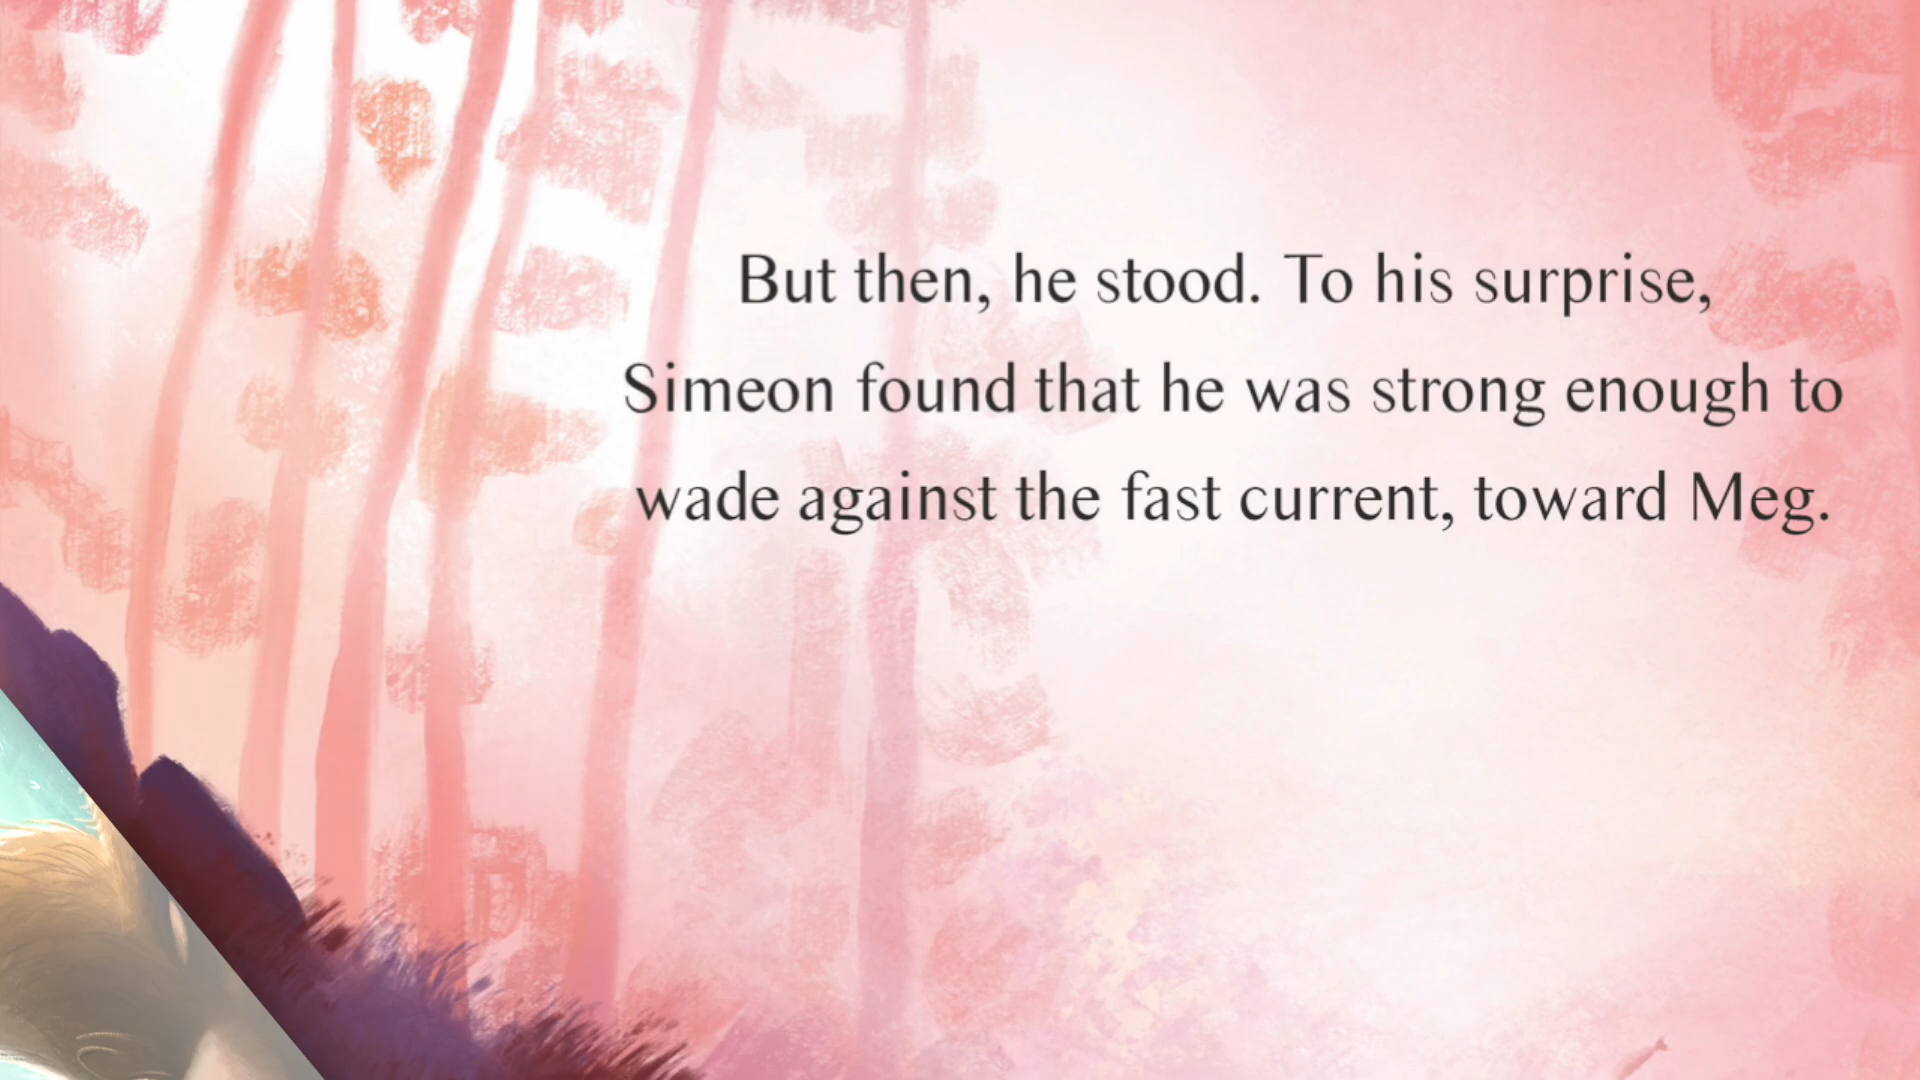 But then, he stood. To his surprise,
Simeon found that he was strong enough to
wade against the fast current, toward Meg.